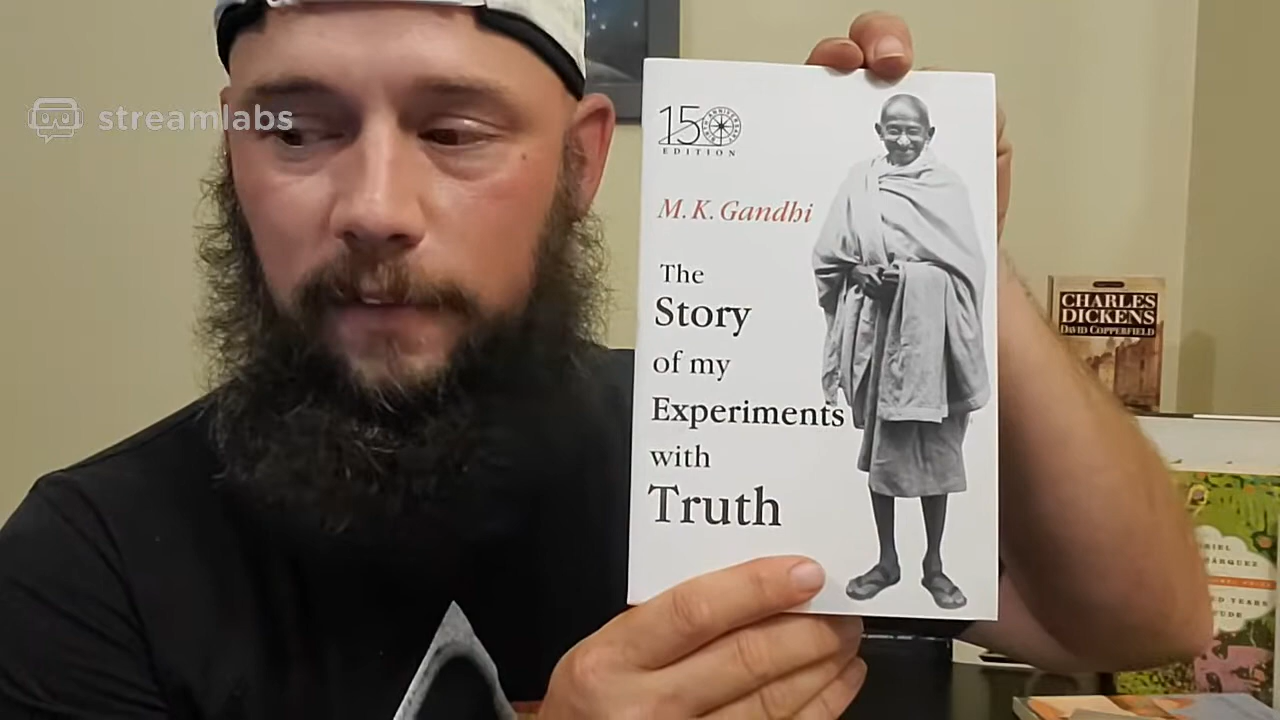 streamlabs
150
EDITION
M. K. Gandhi
The
Story
of my
Experiments
with
Truth
CHARLES
DICKENS
DAVID COPPERFIELD